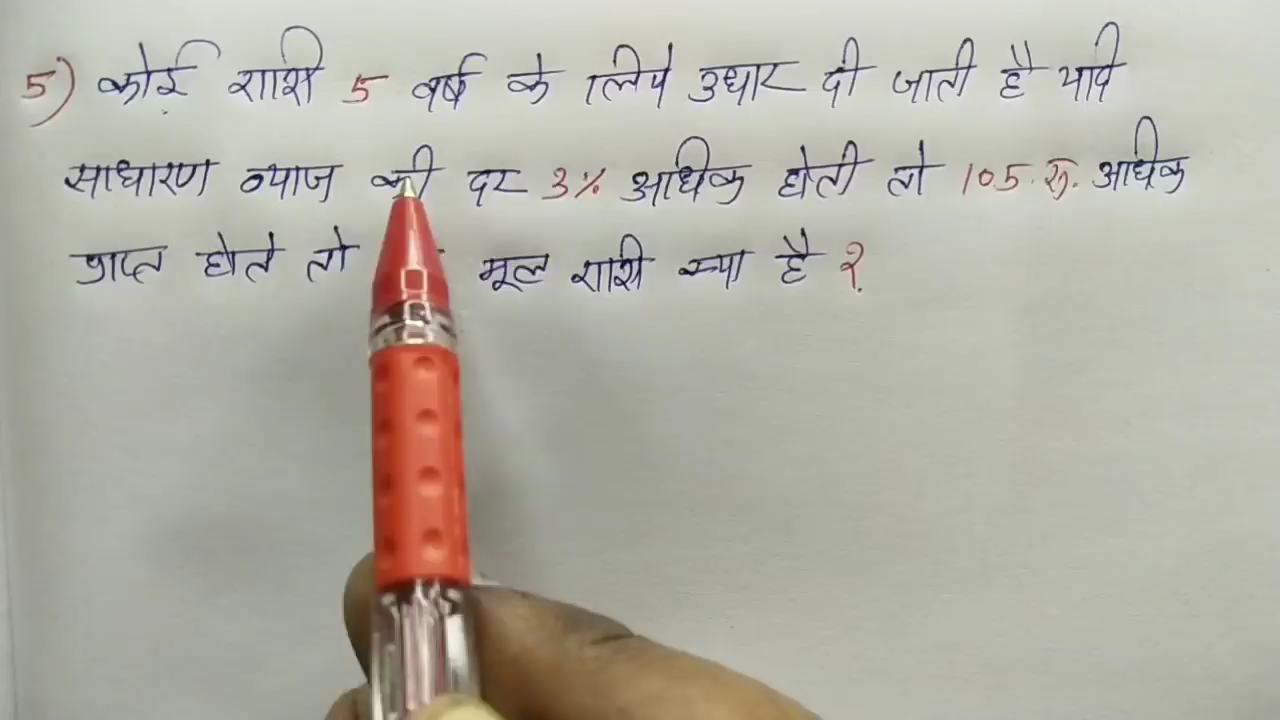 5) कोई राशि 5 वर्ष के लिये उधार दी जाती है यदि
साधारण व्याज की दर 3% अधिक होती तो 105 रु. अधिक
प्राप्त होते तो मूल राशि क्या है ?